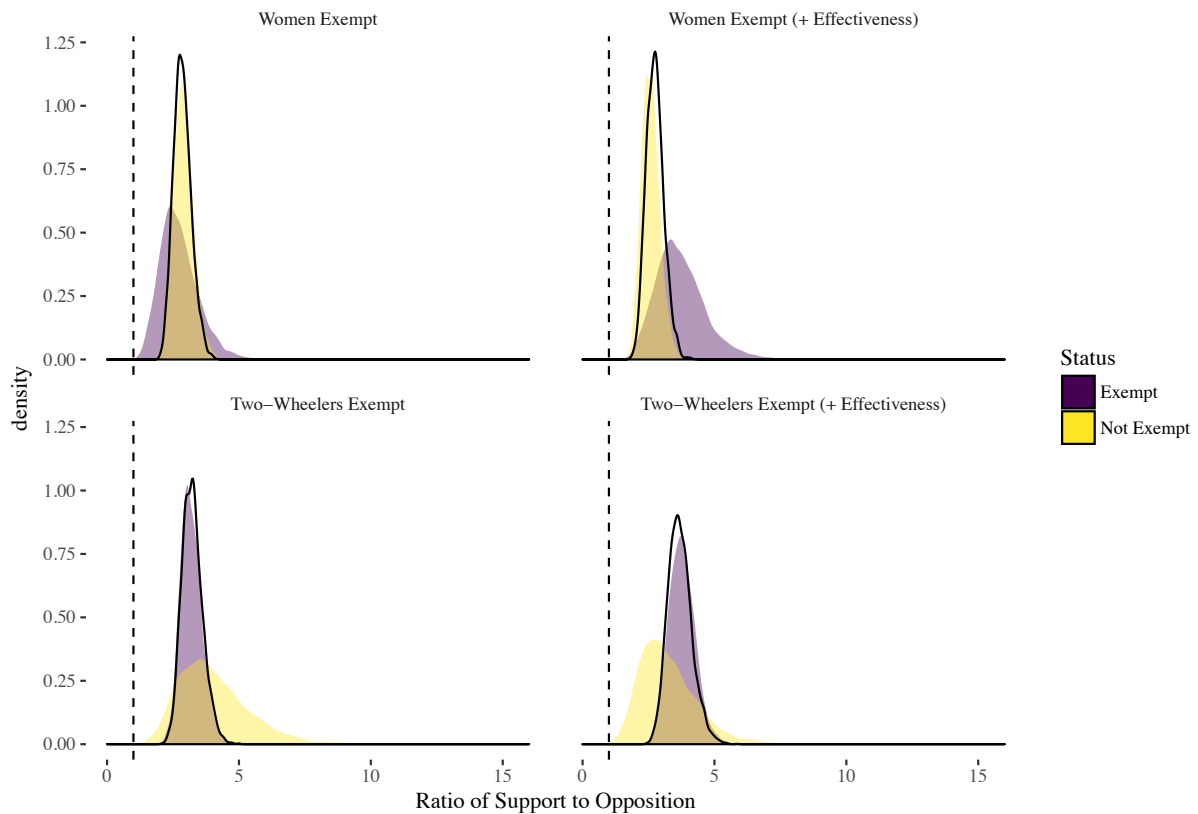 Women Exempt
Women Exempt (+ Effectiveness)
1.25
1.00
0.75
0.50
0.25
0.00
Two−Wheelers Exempt
Two−Wheelers Exempt (+ Effectiveness)
1.25
1.00
0.75
0.50
0.25
0.00
0 5 10 15
0 5 10 15
Ratio of Support to Opposition
density
Status
Exempt
Not Exempt